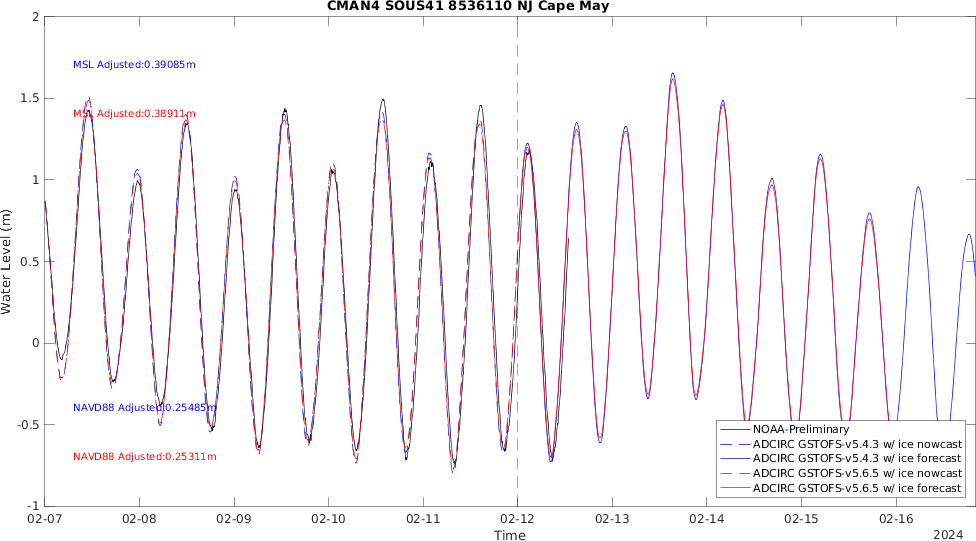 CMAN4 SOUS41 8536110 NJ Cape May
2
1.5
1
0.5
0
-0.5
-1
Water Level (m)
MSL Adjusted:0.39085m
MSL Adjusted:0.38911m
NAVD88 Adjusted:0.25485m
NAVD88 Adjusted:0.25311m
NOAA-Preliminary
ADCIRC GSTOFS-v5.4.3 w/ ice nowcast
ADCIRC GSTOFS-v5.4.3 w/ ice forecast
ADCIRC GSTOFS-v5.6.5 w/ ice nowcast
ADCIRC GSTOFS-v5.6.5 w/ ice forecast
02-07 02-08 02-09 02-10 02-11 02-12 02-13 02-14 02-15 02-16
Time
2024